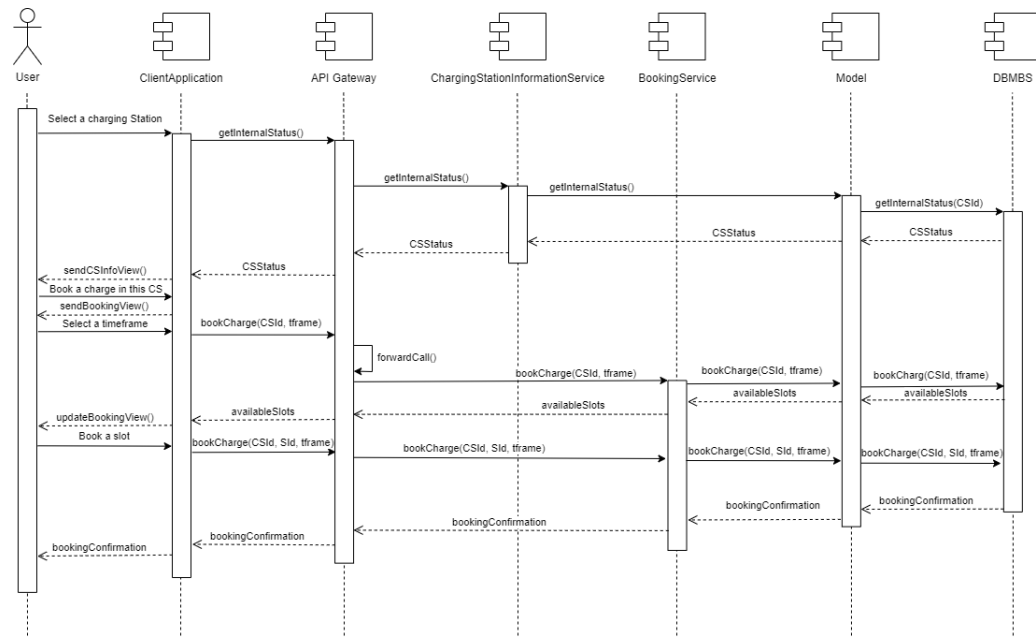 User
ClientApplication
API Gateway
ChargingStationInformationService
BookingService
Model
DBMBS
Select a charging Station
getInternalStatus()
getInternalStatus()
getInternalStatus()
getInternalStatus(CSId)
CSStatus
CSStatus
CSStatus
CSStatus
sendCSInfoView()
Book a charge in this CS
sendBookingView()
Select a timeframe
bookCharge(CSId, tframe)
forwardCall()
bookCharge(CSId, tframe)
bookCharge(CSId, tframe)
bookCharg(CSId, tframe)
availableSlots
availableSlots
availableSlots
availableSlots
updateBookingView()
Book a slot
bookCharge(CSId, SId, tframe)
bookCharge(CSId, SId, tframe)
bookCharge(CSId, SId, tframe)
bookCharge(CSId, SId, tframe)
bookingConfirmation
bookingConfirmation
bookingConfirmation
bookingConfirmation
bookingConfirmation